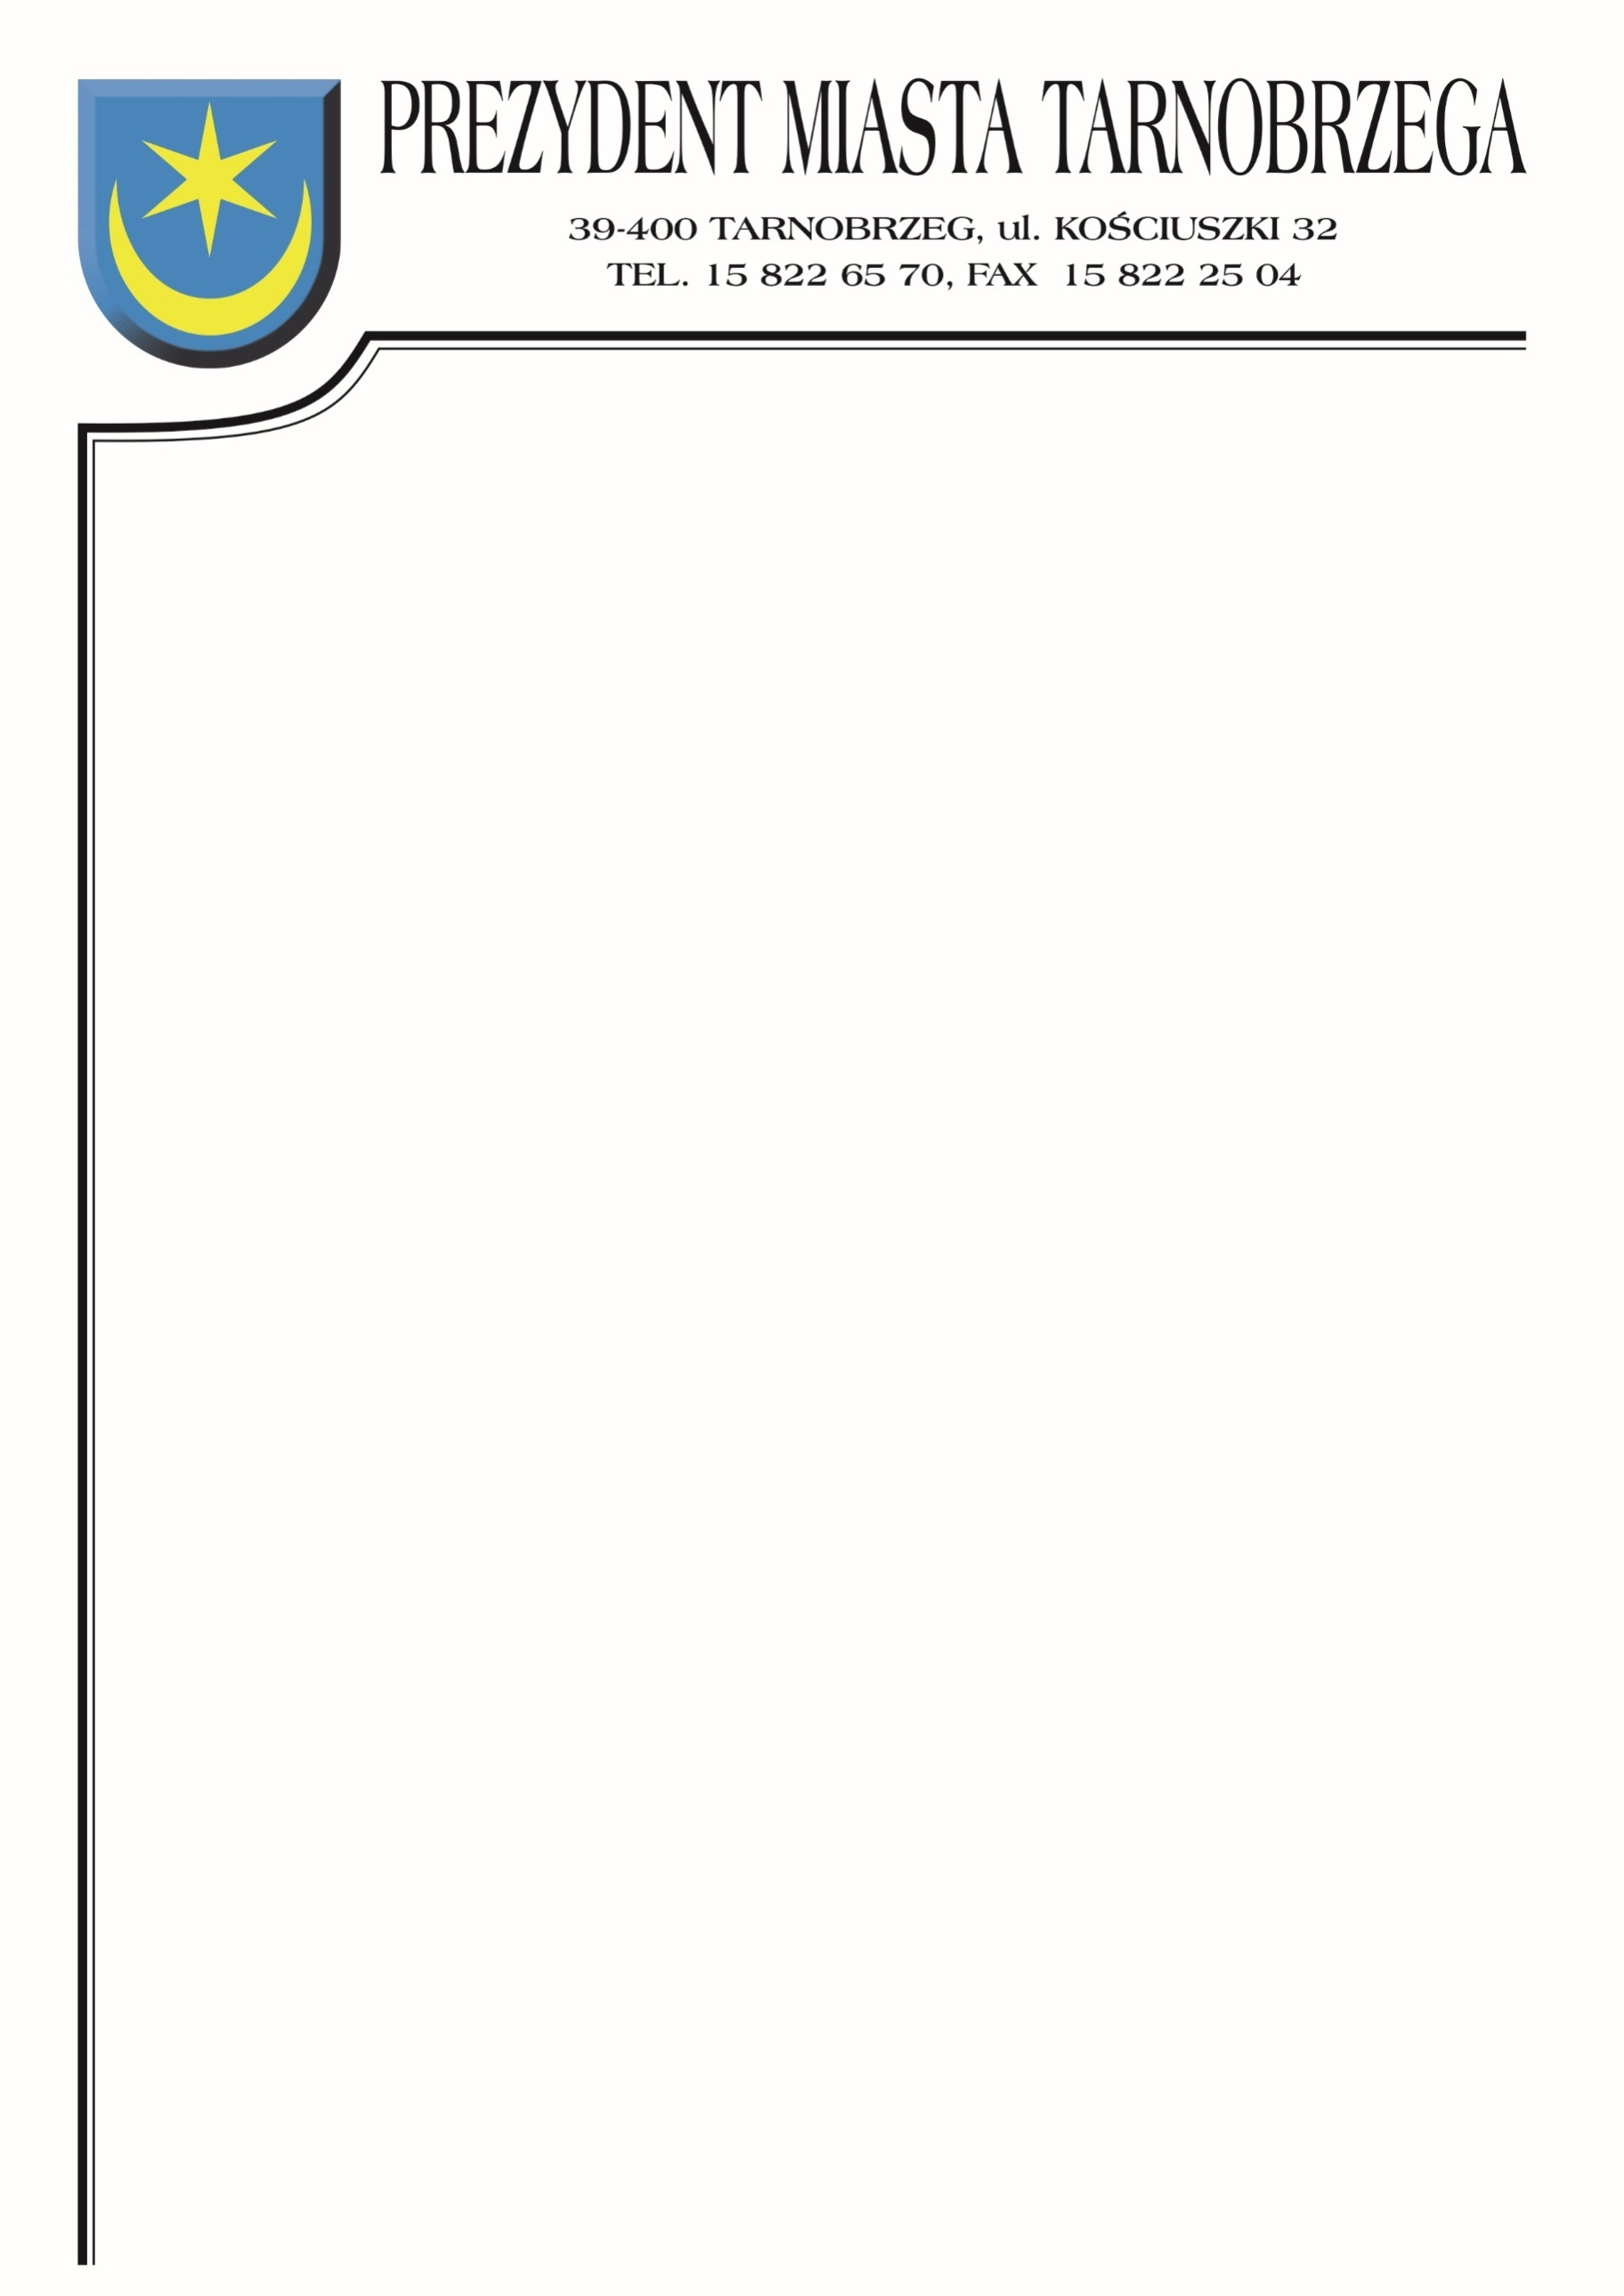 PREZYDENT MIASTA TARNOBRZEGA
39-400 TARNOBRZEG, ul. KOŚCIUSZKI 32
TEL. 15 822 65 70, FAX 15 822 25 04